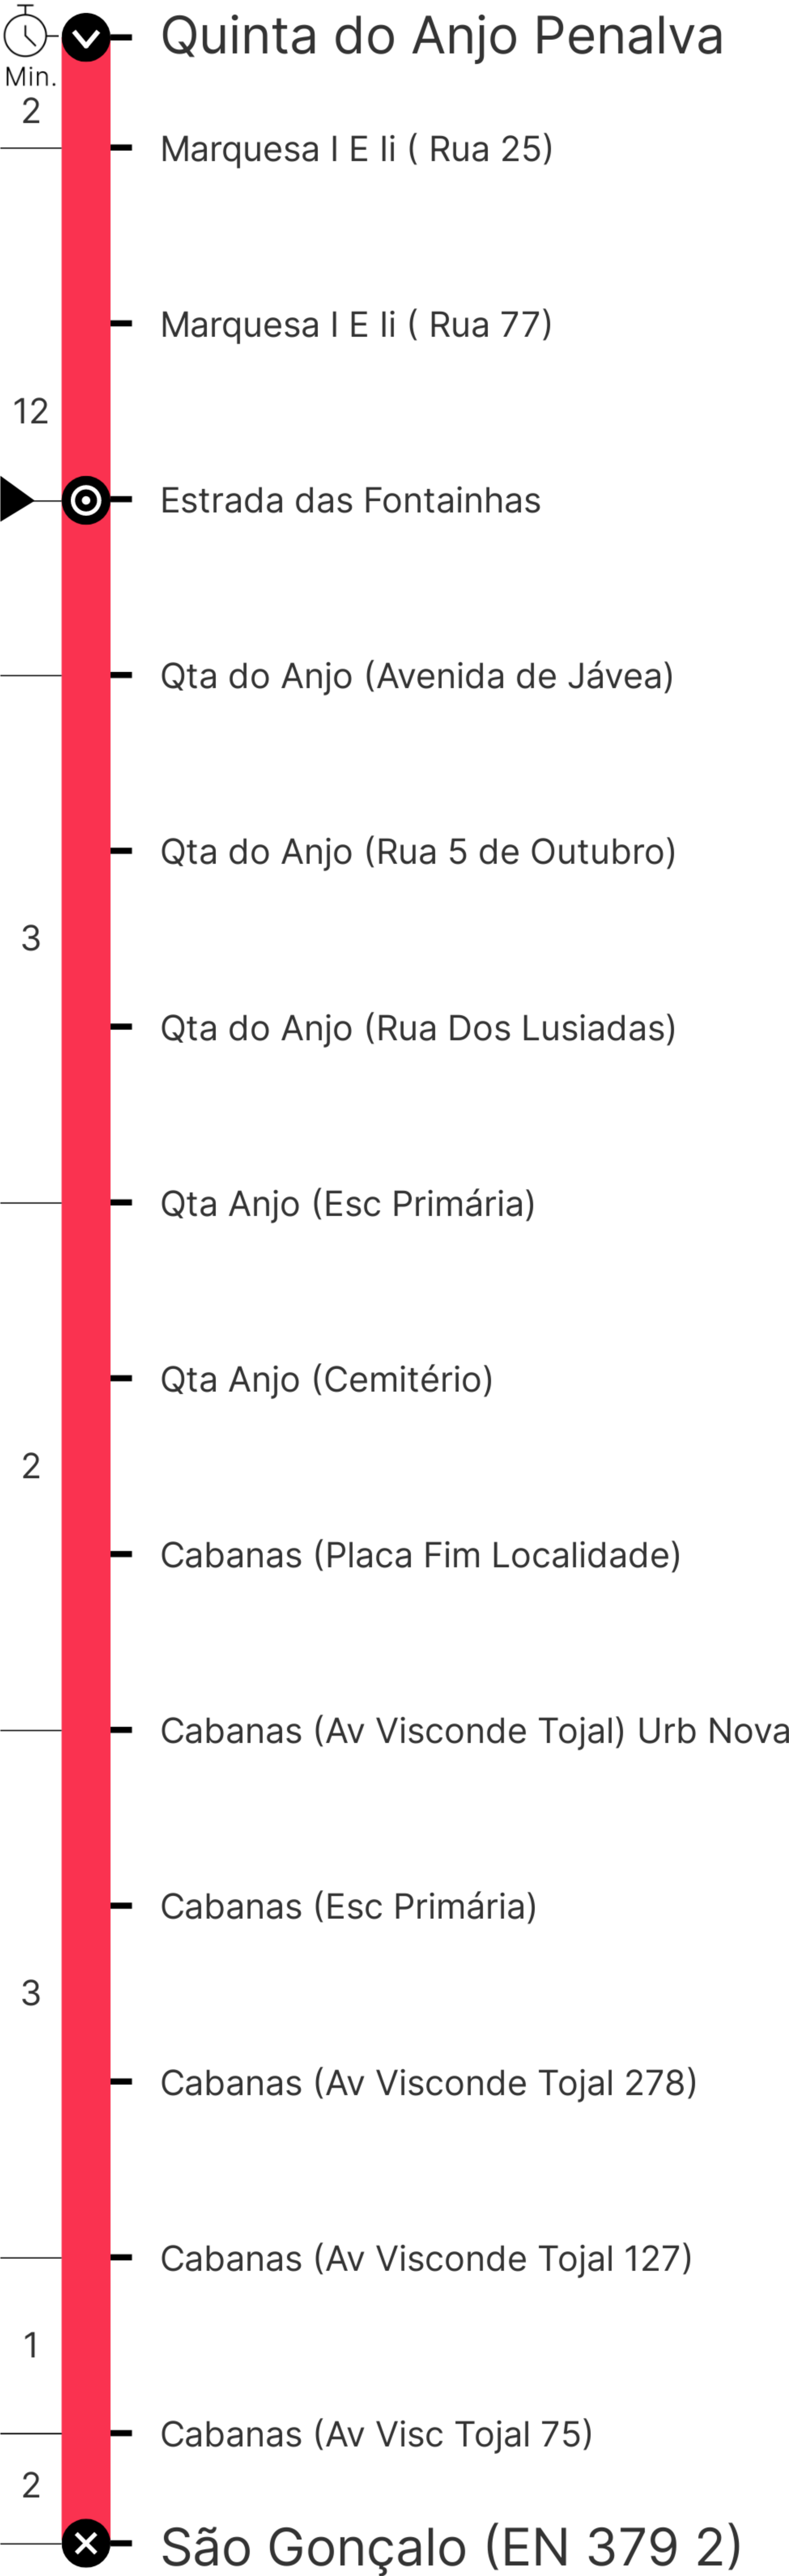 Quinta do Anjo Penalva
Min.
2
Marquesa I E Ii ( Rua 25)
Marquesa I E Ii ( Rua 77)
12
Estrada das Fontainhas
Qta do Anjo (Avenida de Jávea)
Qta do Anjo (Rua 5 de Outubro)
3
Qta do Anjo (Rua Dos Lusiadas)
Qta Anjo (Esc Primária)
Qta Anjo (Cemitério)
2
Cabanas (Placa Fim Localidade)
Cabanas (Av Visconde Tojal) Urb Nova
Cabanas (Esc Primária)
3
Cabanas (Av Visconde Tojal 278)
Cabanas (Av Visconde Tojal 127)
1
Cabanas (Av Visc Tojal 75)
2
São Gonçalo (EN 379 2)